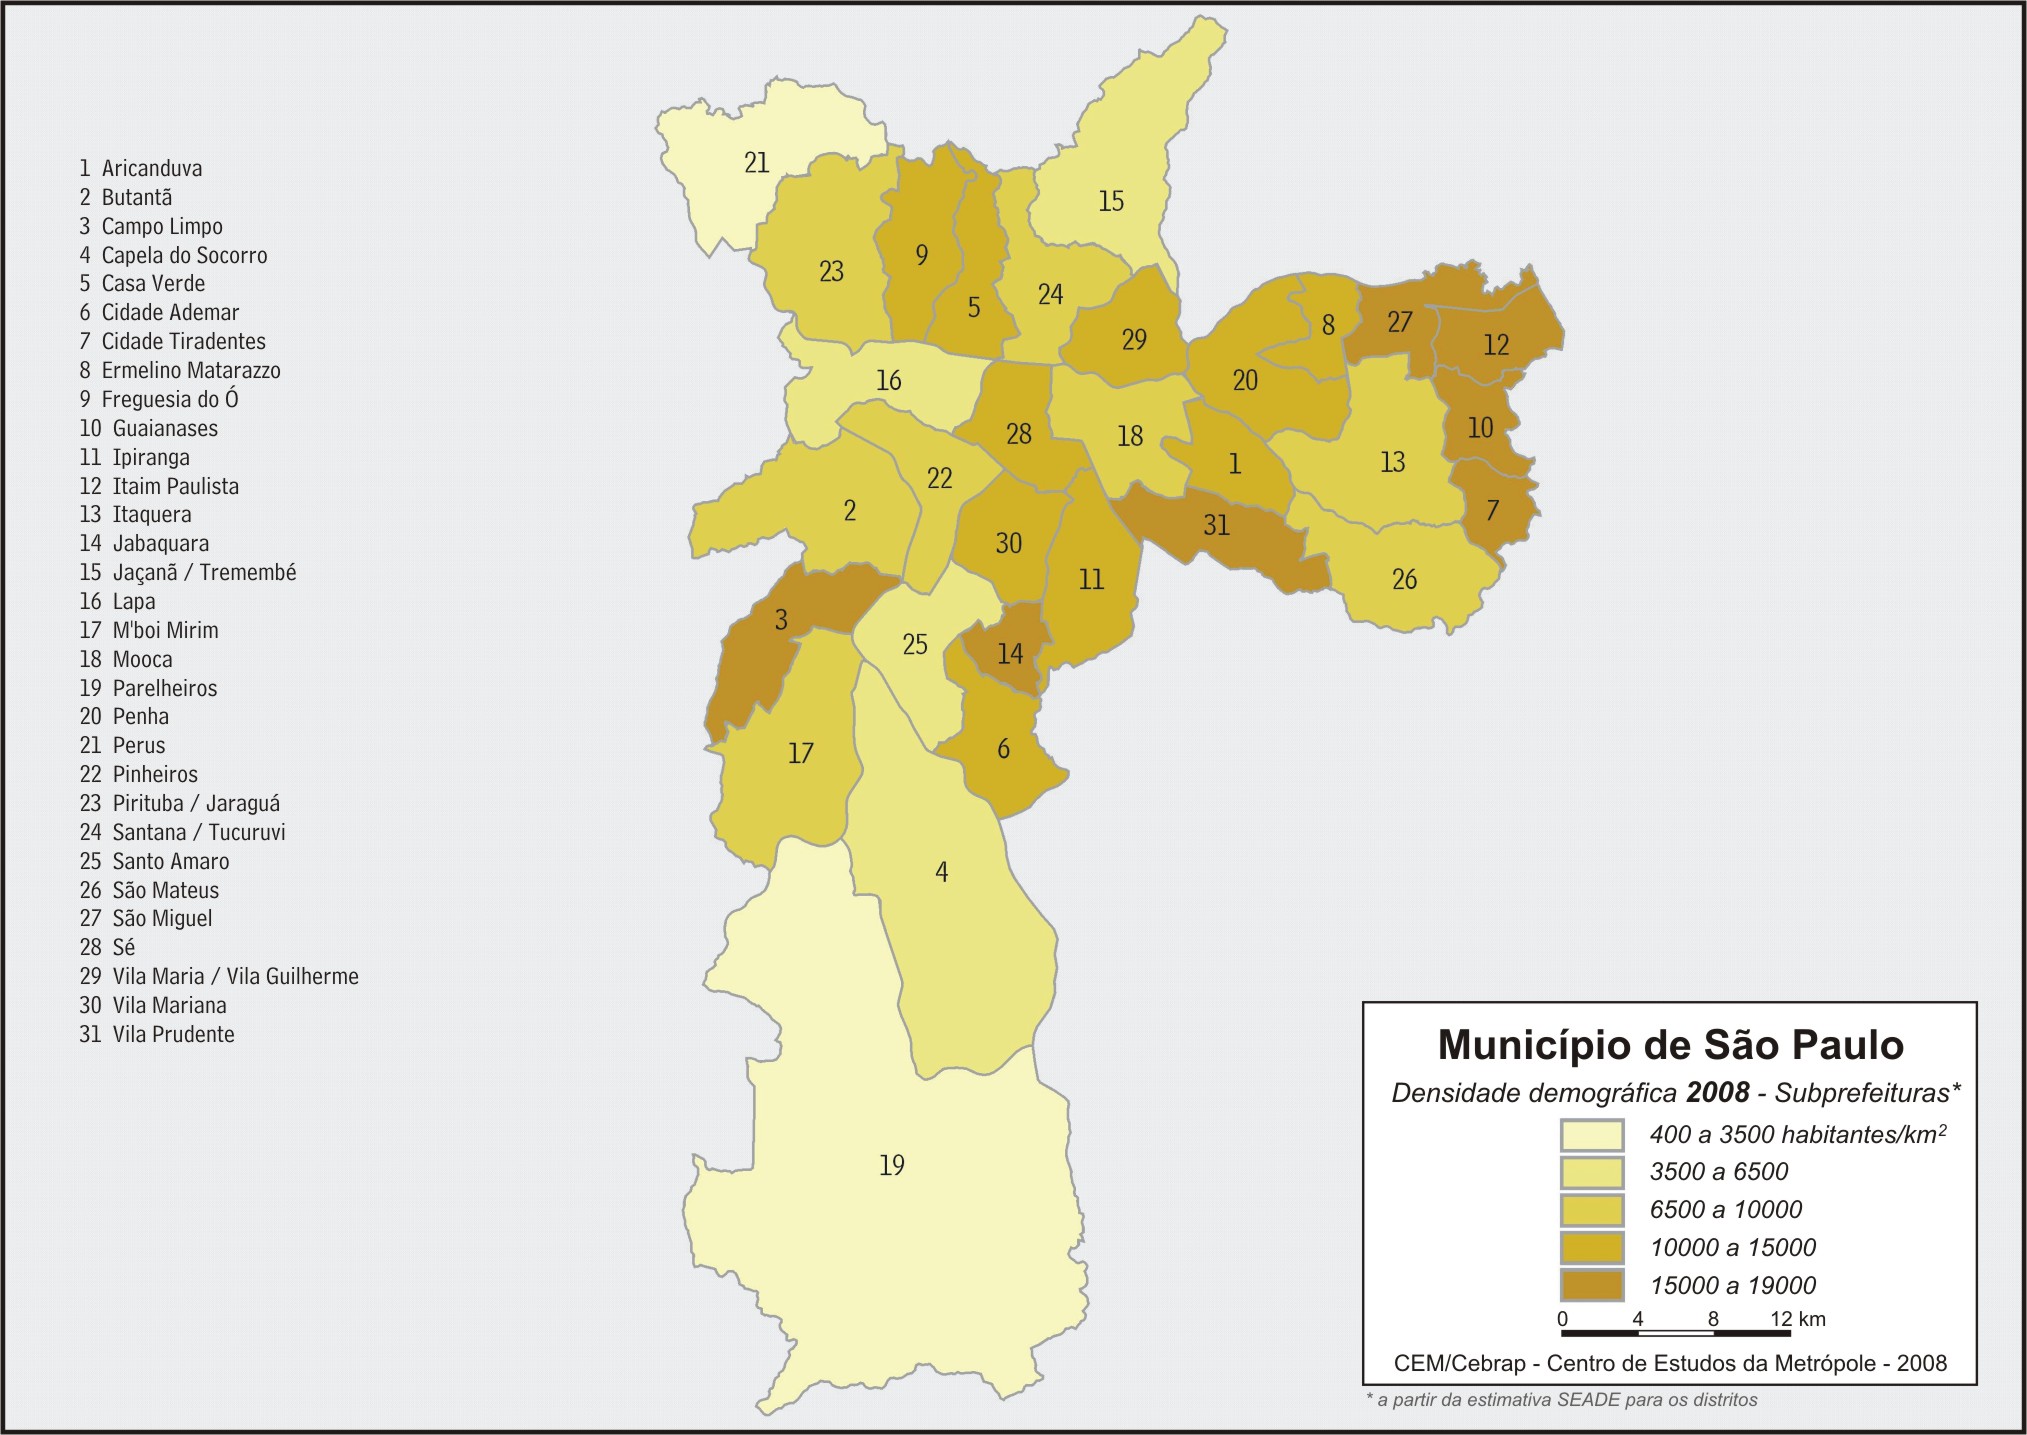 1 Aricanduva
2 Butantã
3 Campo Limpo
4 Capela do Socorro
5 Casa Verde
6 Cidade Ademar
7 Cidade Tiradentes
8 Ermelino Matarazzo
9 Freguesia do Ó
10 Guaianases
11 Ipiranga
12 Itaim Paulista
13 Itaquera
14 Jabaquara
15 Jaçanã / Tremembé
16 Lapa
17 M'boi Mirim
18 Mooca
19 Parelheiros
20 Penha
21 Perus
22 Pinheiros
23 Pirituba / Jaraguá
24 Santana / Tucuruvi
25 Santo Amaro
26 São Mateus
27 São Miguel
28 Sé
29 Vila Maria / Vila Guilherme
30 Vila Mariana
31 Vila Prudente
21
15
23
9
5
24
29
8
27
12
16
20
28
18
1
13
10
22
2
30
11
31
7
26
3
25
14
17
6
4
19
Município de São Paulo
Densidade demográfica 2008 - Subprefeituras*
400 a 3500 habitantes/km²
3500 a 6500
6500 a 10000
10000 a 15000
15000 a 19000
0 4 8 12 km
CEM/Cebrap - Centro de Estudos da Metrópole - 2008
* a partir da estimativa SEADE para os distritos